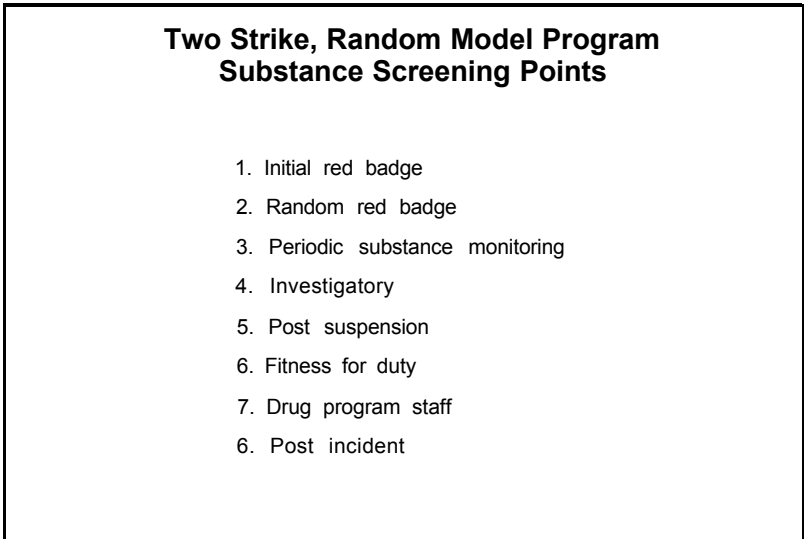 Two Strike, Random Model Program
Substance Screening Points
1. Initial red badge
2. Random red badge
3. Periodic substance monitoring
4. Investigatory
5. Post suspension
6. Fitness for duty
7. Drug program staff
6. Post incident